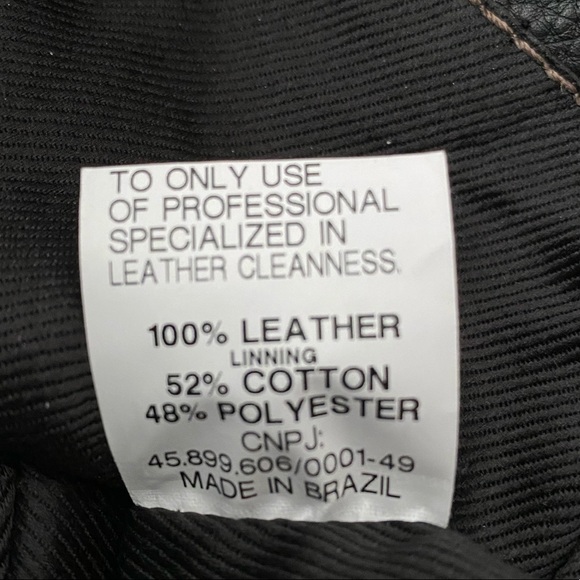 TO ONLY USE
OF PROFESSIONAL
SPECIALIZED IN
LEATHER CLEANNESS.
100% LEATHER
LINNING
52% COTTON
48% POLYESTER
CNPJ:
45.899.606/0001-49
MADE IN BRAZIL